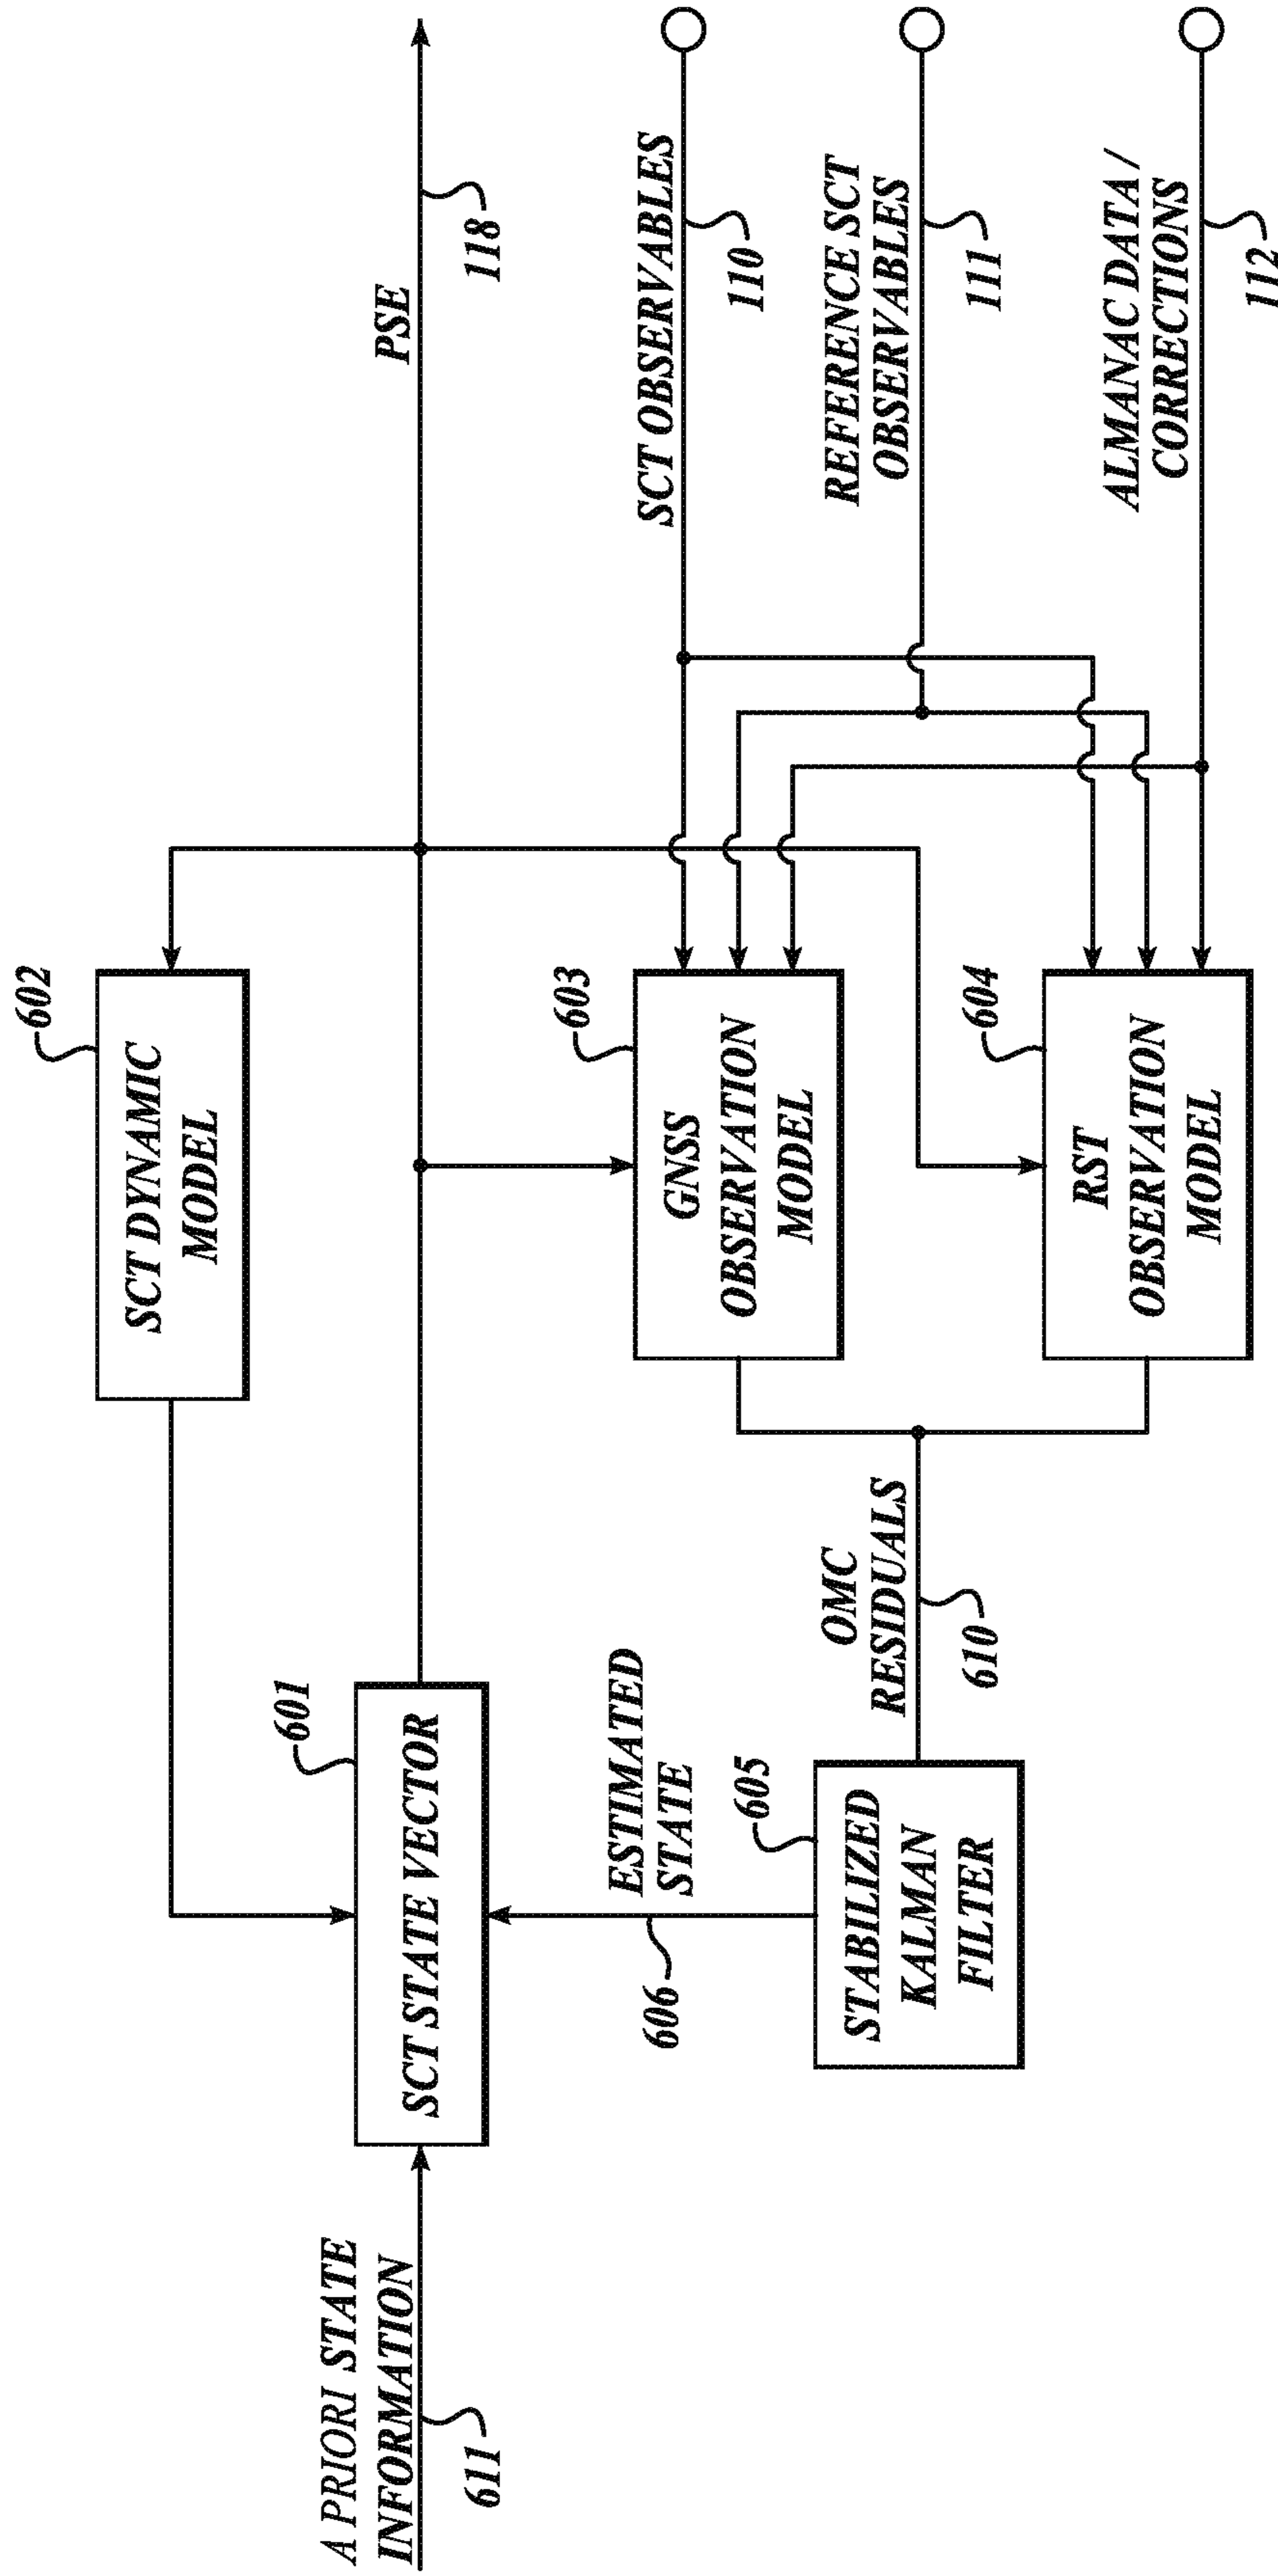 602
SCT DYNAMIC
MODEL
A PRIORI STATE
INFORMATION
611
601
SCT STATE VECTOR
PSE
118
ESTIMATED
STATE
606
603
GNSS
OBSERVATION
MODEL
SCT OBSERVABLES
110
605
STABILIZED
KALMAN
FILTER
OMC
RESIDUALS
610
REFERENCE SCT
OBSERVABLES
111
604
RST
OBSERVATION
MODEL
ALMANAC DATA /
CORRECTIONS
112